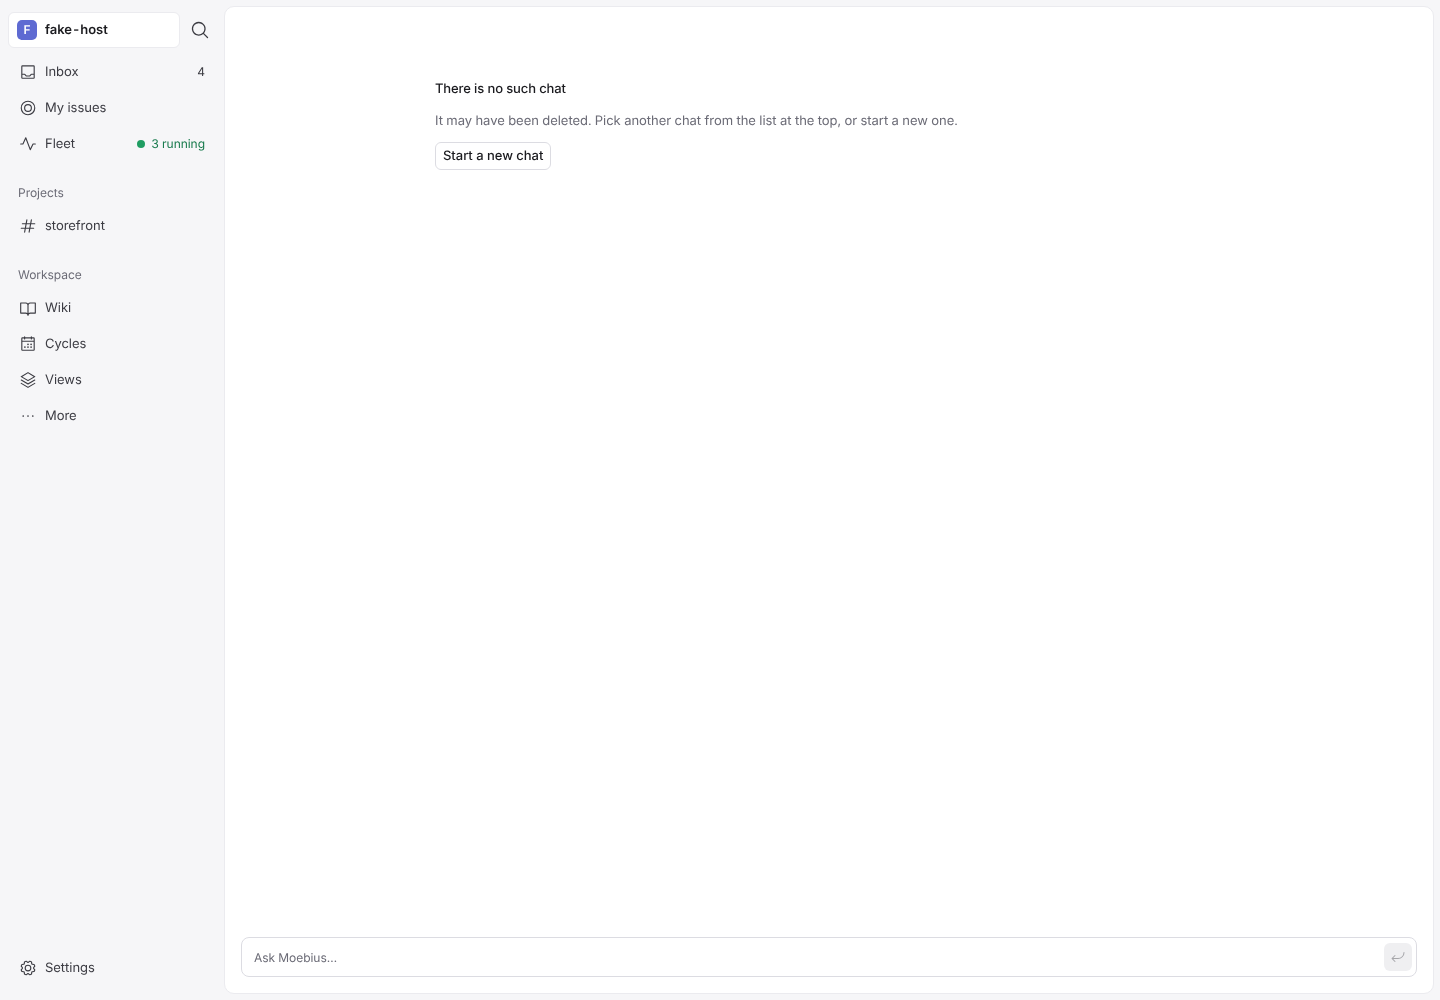 F fake-host
Inbox 4
My issues
Fleet 3 running
Projects
storefront
Workspace
Wiki
Cycles
Views
More
Settings
There is no such chat
It may have been deleted. Pick another chat from the list at the top, or start a new one.
Start a new chat
Ask Moebius...